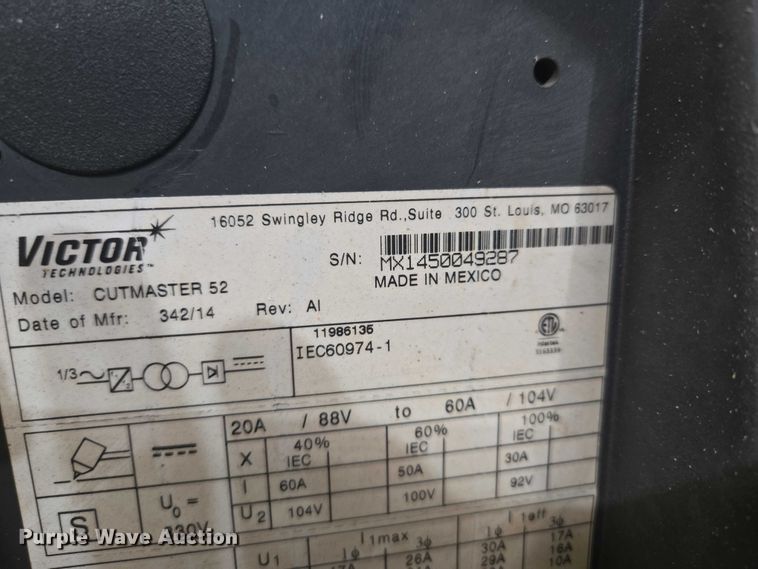 16052 Swingley Ridge Rd.,Suite 300 St. Louis, MO 63017
VICTOR
TECHNOLOGIES™
S/N: MX1450049287
MADE IN MEXICO
Model: CUTMASTER 52
Date of Mfr: 342/14 Rev: AI
11986135
IEC60974-1
ETL
1/3
20A / 88V to 60A / 104V
X 40% IEC 60% IEC 100% IEC
I 60A 50A 30A
S U0 = U2 104V 100V 92V
U1 I1max I1eff
1ϕ 3ϕ 1ϕ 3ϕ
26A 30A 17A
29A 16A
10A
Purple Wave Auction